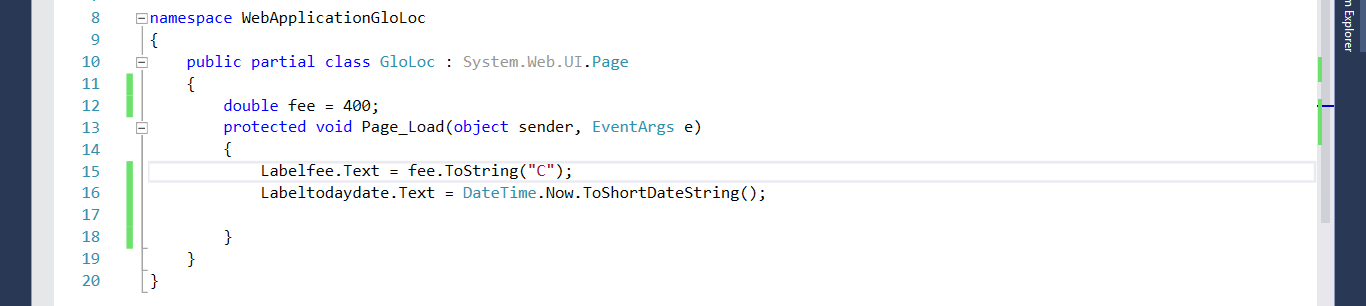 8 namespace WebApplicationGloLoc
9 {
10 public partial class GloLoc : System.Web.UI.Page
11 {
12 double fee = 400;
13 protected void Page_Load(object sender, EventArgs e)
14 {
15 Labelfee.Text = fee.ToString("C");
16 Labeltodaydate.Text = DateTime.Now.ToShortDateString();
17
18 }
19 }
20 }
Explorer